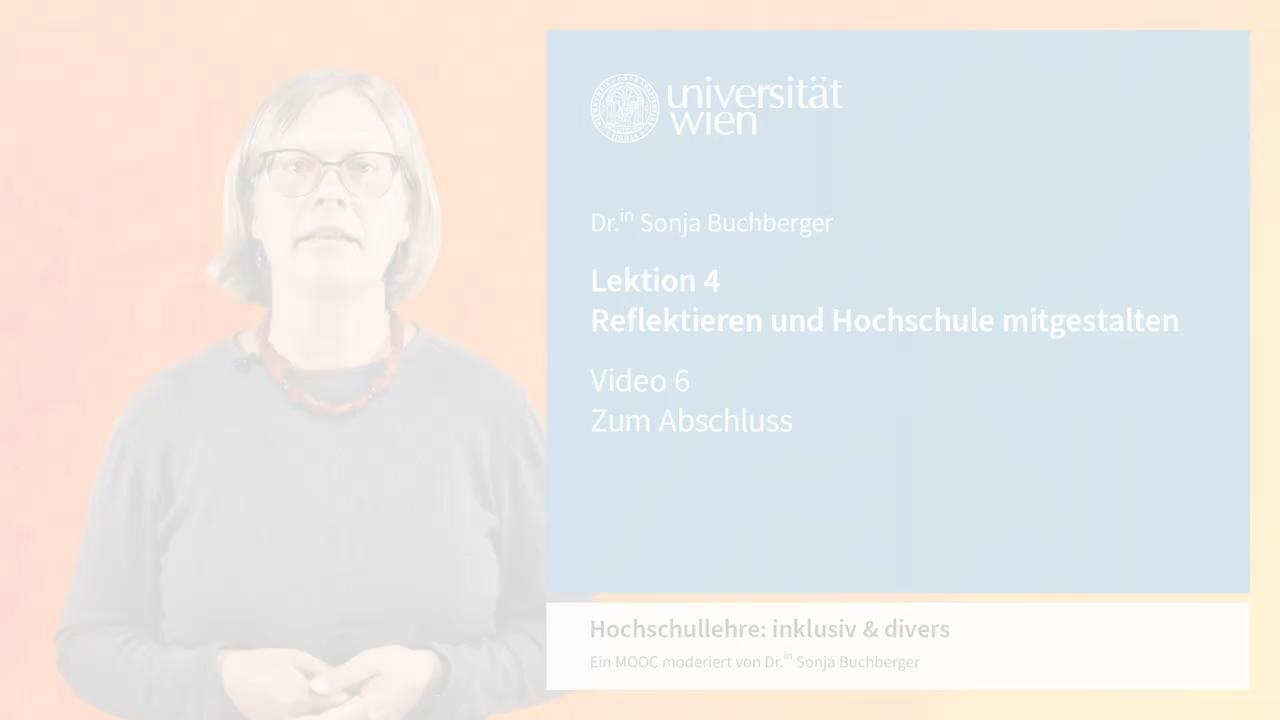 universität
wien
Dr.in Sonja Buchberger
Lektion 4
Reflektieren und Hochschule mitgestalten
Video 6
Zum Abschluss
Hochschullehre: inklusiv & divers
Ein MOOC moderiert von Dr.in Sonja Buchberger